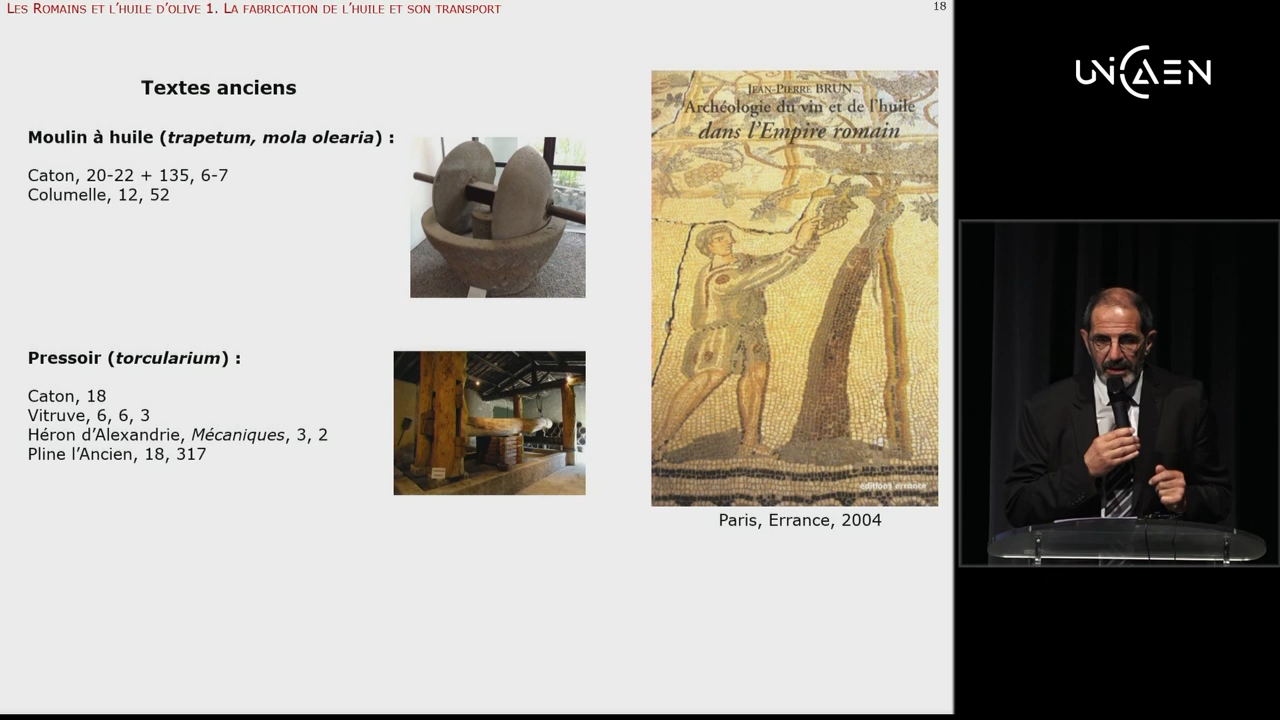 LES ROMAINS ET L'HUILE D'OLIVE 1. LA FABRICATION DE L'HUILE ET SON TRANSPORT
18
Textes anciens
Moulin à huile (trapetum, mola olearia) :
Caton, 20-22 + 135, 6-7
Columelle, 12, 52
Pressoir (torcularium) :
Caton, 18
Vitruve, 6, 6, 3
Héron d'Alexandrie, Mécaniques, 3, 2
Pline l'Ancien, 18, 317
JEAN-PIERRE BRUN
Archéologie du vin et de l'huile
dans l'Empire romain
editions errance
Paris, Errance, 2004
UNICAEN